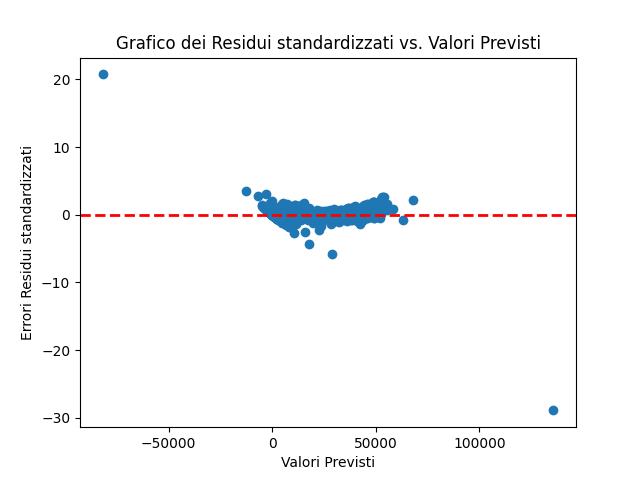 Grafico dei Residui standardizzati vs. Valori Previsti
Errori Residui standardizzati
20
10
0
−10
−20
−30
−50000 0 50000 100000
Valori Previsti